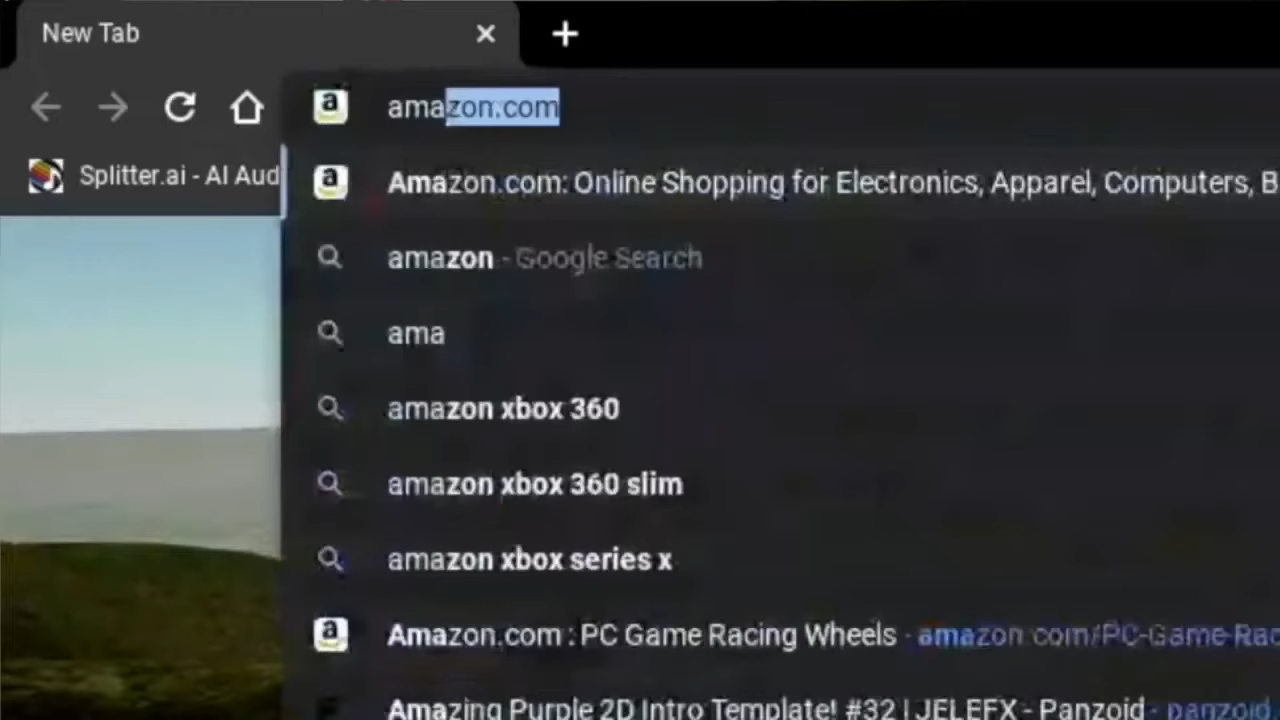 New Tab
amazon.com
Splitter.ai - AI Aud
Amazon.com: Online Shopping for Electronics, Apparel, Computers, B
amazon - Google Search
ama
amazon xbox 360
amazon xbox 360 slim
amazon xbox series x
Amazon.com : PC Game Racing Wheels - amazon.com/PC-Game-Rac
Amazing Purple 2D Intro Template! #32 | JELEFX - Panzoid - panzoid